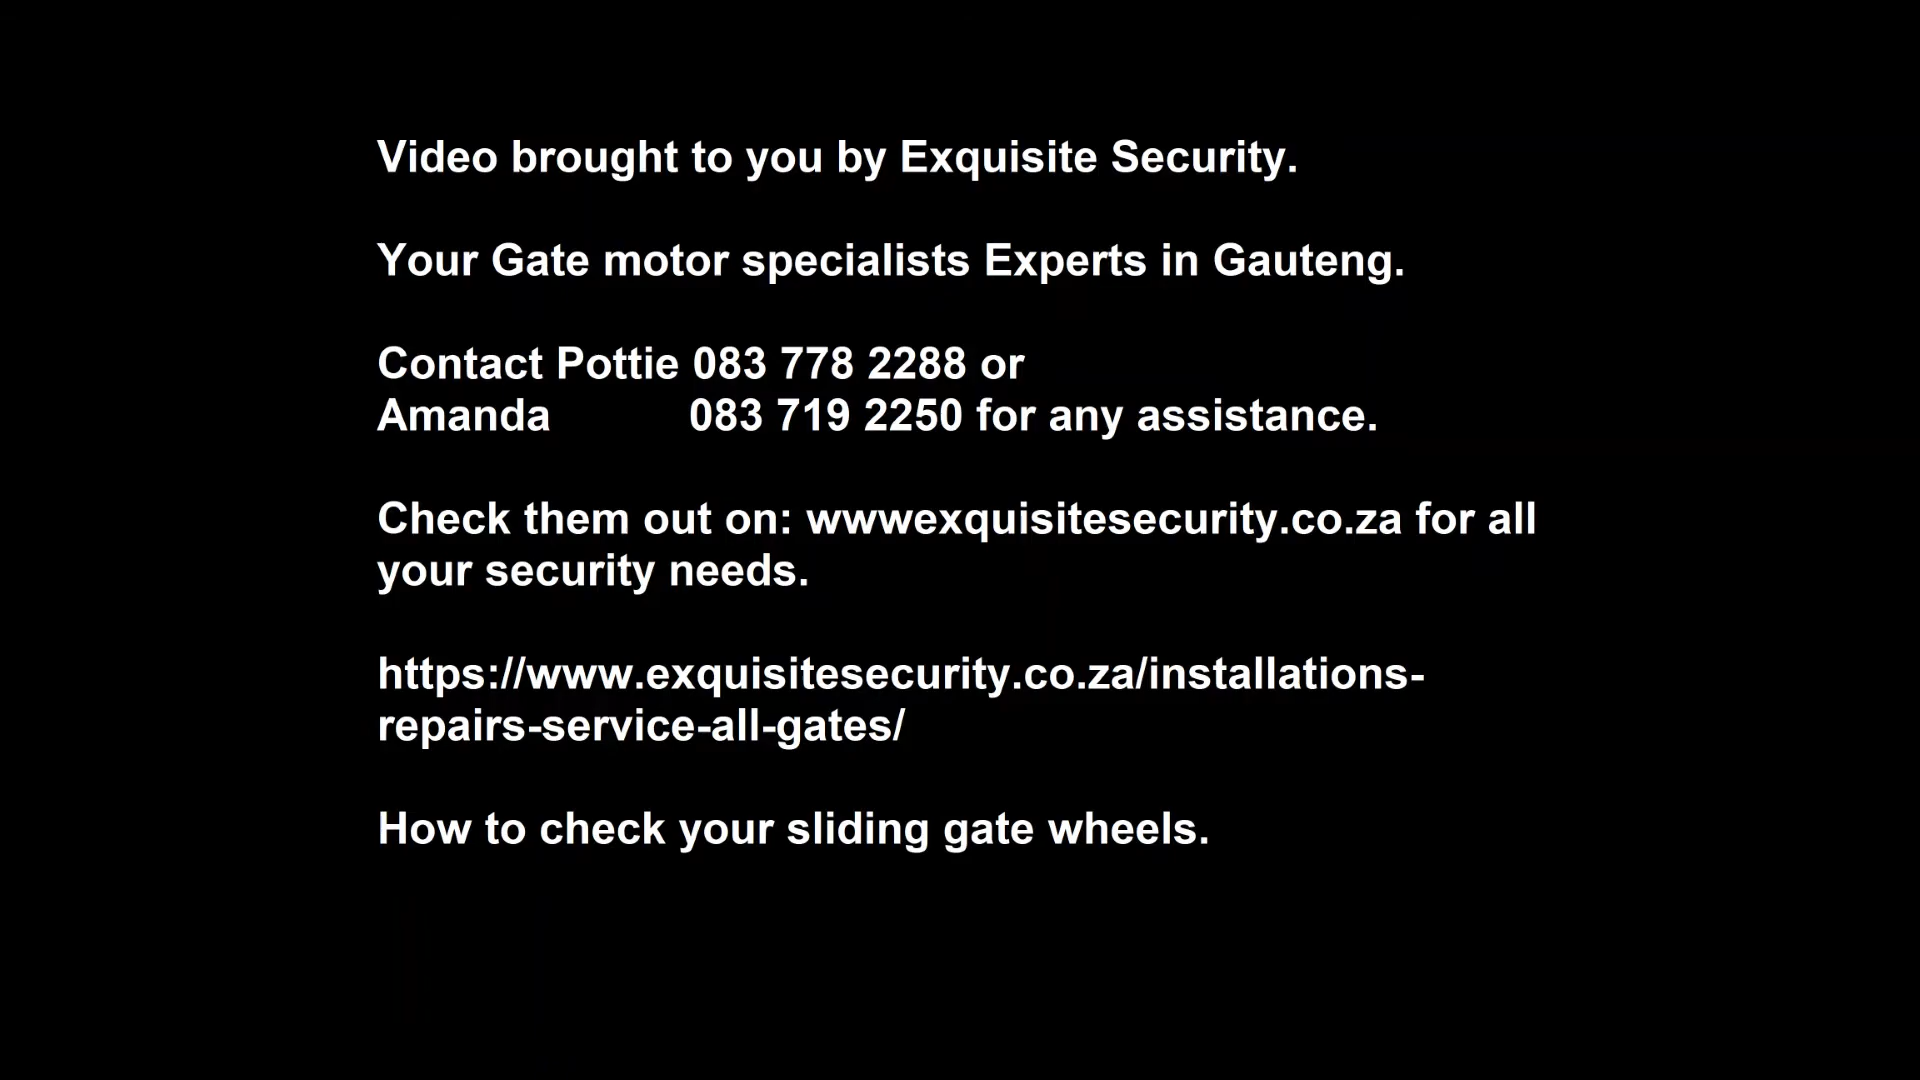 Video brought to you by Exquisite Security.
Your Gate motor specialists Experts in Gauteng.
Contact Pottie 083 778 2288 or
Amanda 083 719 2250 for any assistance.
Check them out on: wwwexquisitesecurity.co.za for all
your security needs.
https://www.exquisitesecurity.co.za/installations-
repairs-service-all-gates/
How to check your sliding gate wheels.